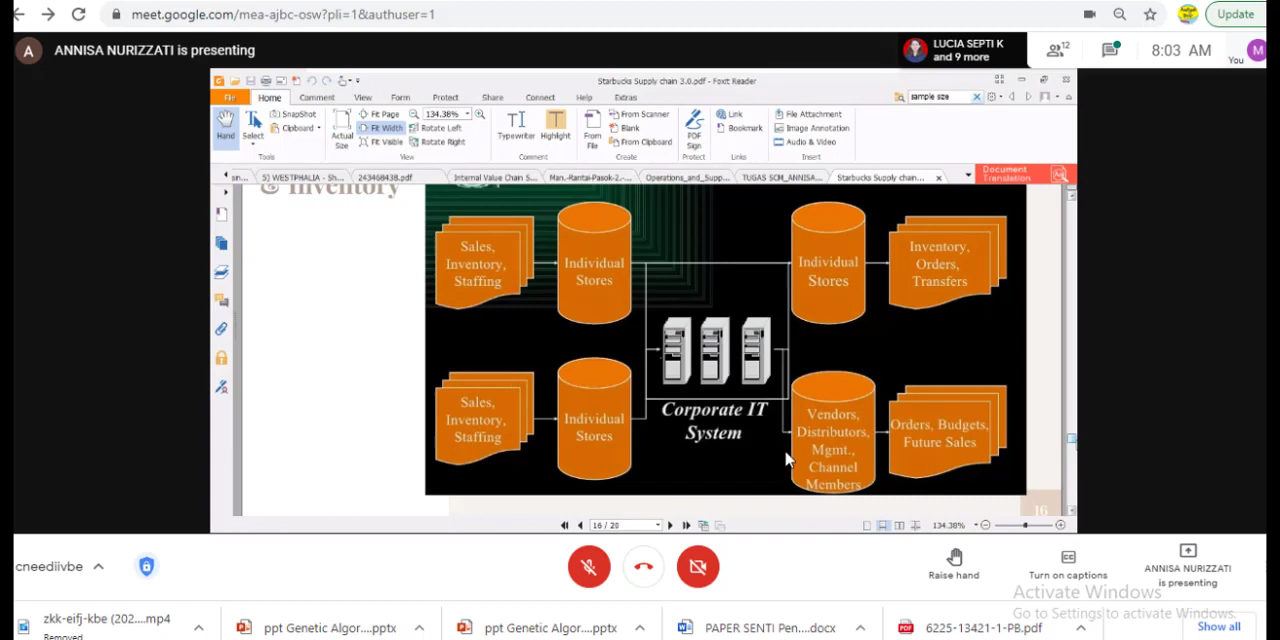 meet.google.com/mea-ajbc-osw?pli=1&authuser=1
Update
A ANNISA NURIZZATI is presenting
LUCIA SEPTI K
and 9 more
12
8:03 AM
You
M
Starbucks Supply chain 3.0.pdf - Foxit Reader
File Home Comment View Form Protect Share Connect Help Extras
sample size
Hand
Select
SnapShot
Clipboard
Actual Size
Fit Page
Fit Width
Fit Visible
134.38%
Rotate Left
Rotate Right
Typewriter
Highlight
From File
From Scanner
Blank
From Clipboard
PDF Sign
Link
Bookmark
File Attachment
Image Annotation
Audio & Video
Tools View Comment Create Protect Links Insert
sin...
5) WESTPHALIA - Sh...
243468438.pdf
Internal Value Chain S...
Man.-Rantai-Pasok-2.-...
Operations_and_Supp...
TUGAS SCM_ANNISA...
Starbucks Supply chain...
Document
Translation
& Inventory
Sales,
Inventory,
Staffing
Individual
Stores
Individual
Stores
Inventory,
Orders,
Transfers
Corporate IT
System
Sales,
Inventory,
Staffing
Individual
Stores
Vendors,
Distributors,
Mgmt.,
Channel
Members
Orders, Budgets,
Future Sales
16
16 / 20
134.38%
cneediivbe
Raise hand
Turn on captions
ANNISA NURIZZATI
is presenting
Activate Windows
Go to Settings to activate Windows.
zkk-eifj-kbe (202....mp4
Removed
ppt Genetic Algor....pptx
ppt Genetic Algor....pptx
PAPER SENTI Pen....docx
6225-13421-1-PB.pdf
Show all